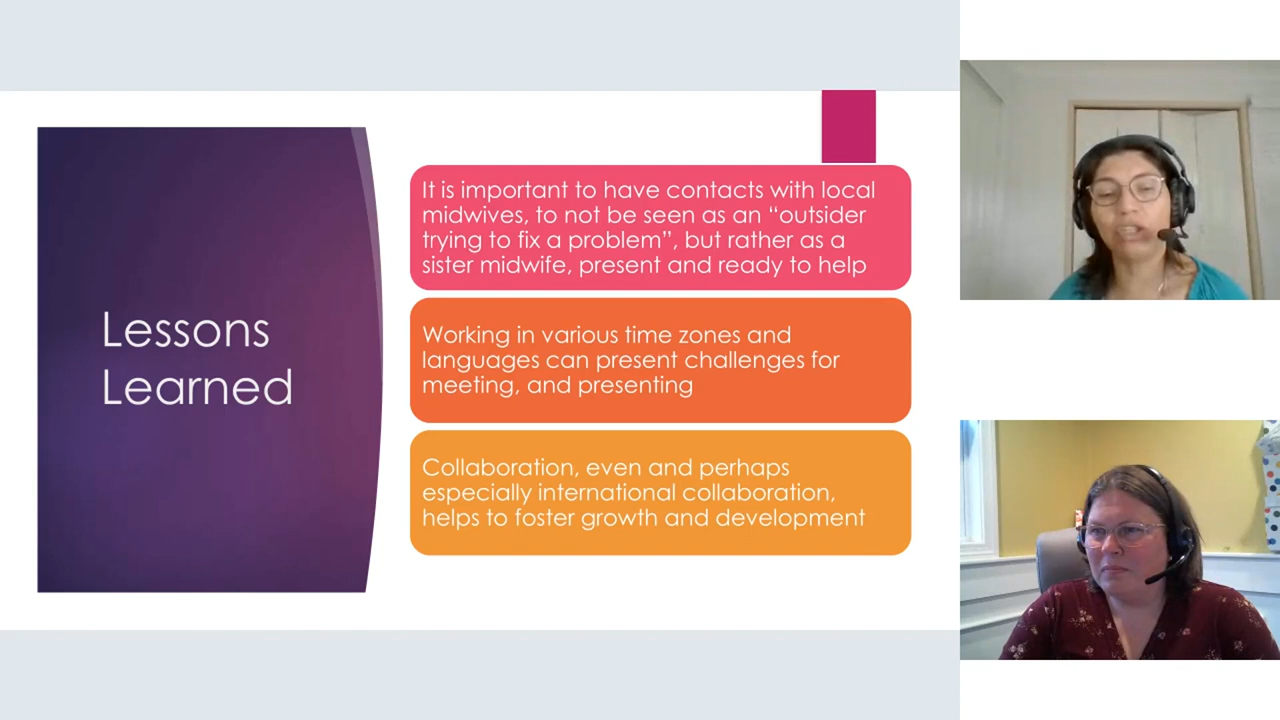 Lessons
Learned
It is important to have contacts with local
midwives, to not be seen as an “outsider
trying to fix a problem”, but rather as a
sister midwife, present and ready to help
Working in various time zones and
languages can present challenges for
meeting, and presenting
Collaboration, even and perhaps
especially international collaboration,
helps to foster growth and development